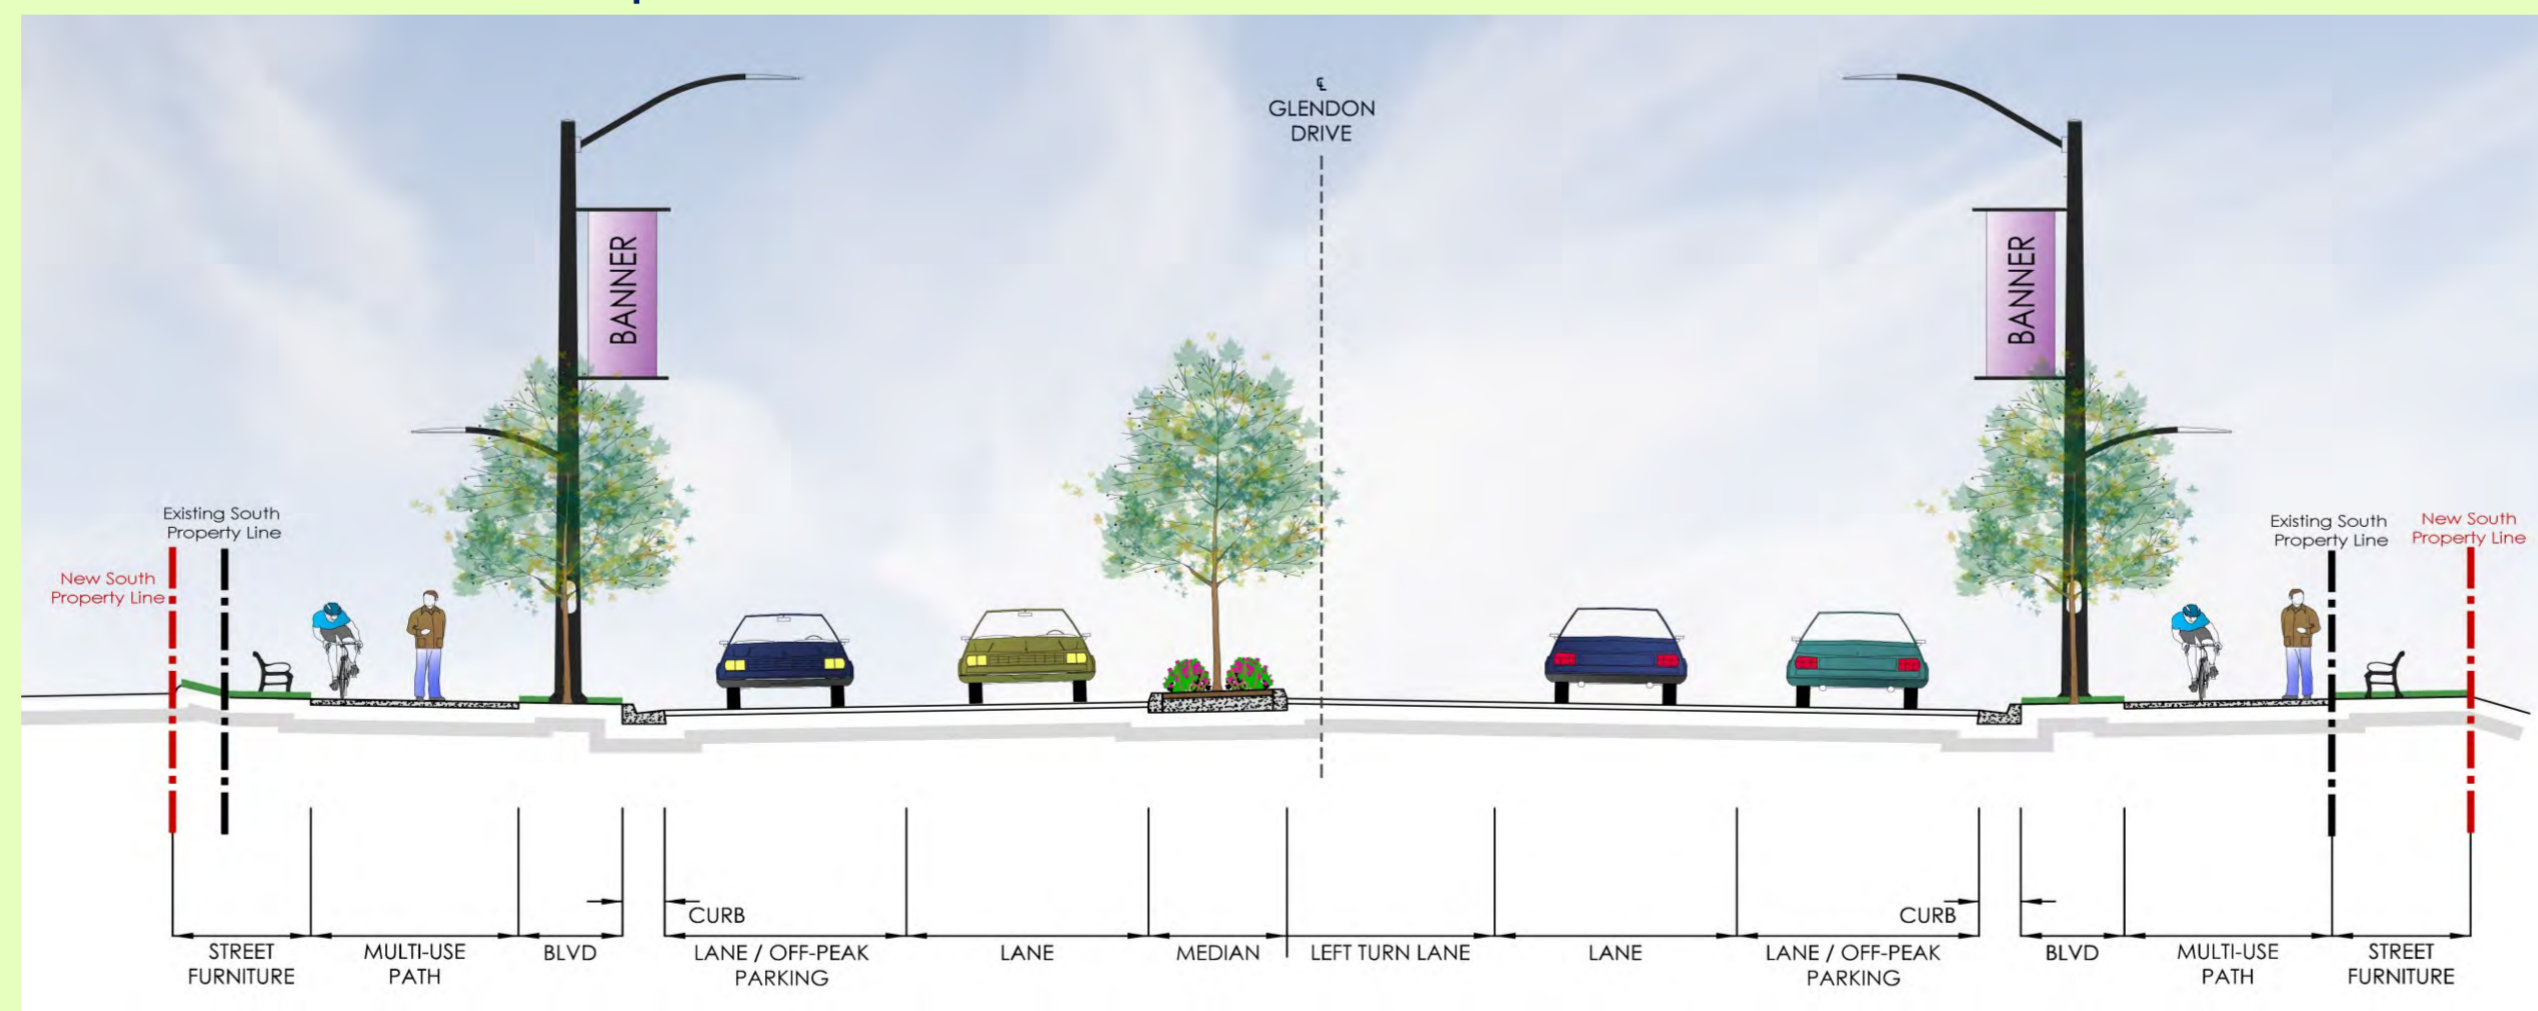 ℄
GLENDON
DRIVE
BANNER
BANNER
Existing South
Property Line
New South
Property Line
Existing South
Property Line
New South
Property Line
CURB
CURB
STREET
FURNITURE
MULTI-USE
PATH
BLVD
LANE / OFF-PEAK
PARKING
LANE
MEDIAN
LEFT TURN LANE
LANE
LANE / OFF-PEAK
PARKING
BLVD
MULTI-USE
PATH
STREET
FURNITURE